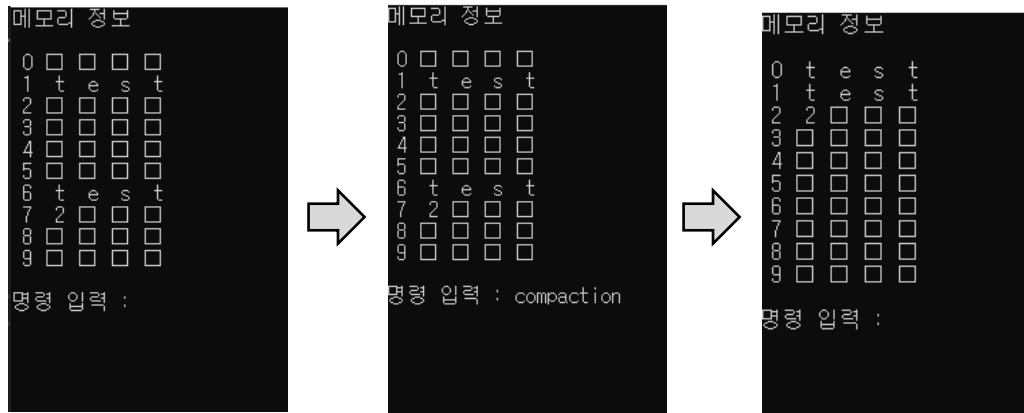 메모리 정보
0 □ □ □ □
1 t e s t
2 □ □ □ □
3 □ □ □ □
4 □ □ □ □
5 □ □ □ □
6 t e s t
7 2 □ □ □
8 □ □ □ □
9 □ □ □ □
명령 입력 :
메모리 정보
0 □ □ □ □
1 t e s t
2 □ □ □ □
3 □ □ □ □
4 □ □ □ □
5 □ □ □ □
6 t e s t
7 2 □ □ □
8 □ □ □ □
9 □ □ □ □
명령 입력 : compaction
메모리 정보
0 t e s t
1 t e s t
2 2 □ □ □
3 □ □ □ □
4 □ □ □ □
5 □ □ □ □
6 □ □ □ □
7 □ □ □ □
8 □ □ □ □
9 □ □ □ □
명령 입력 :